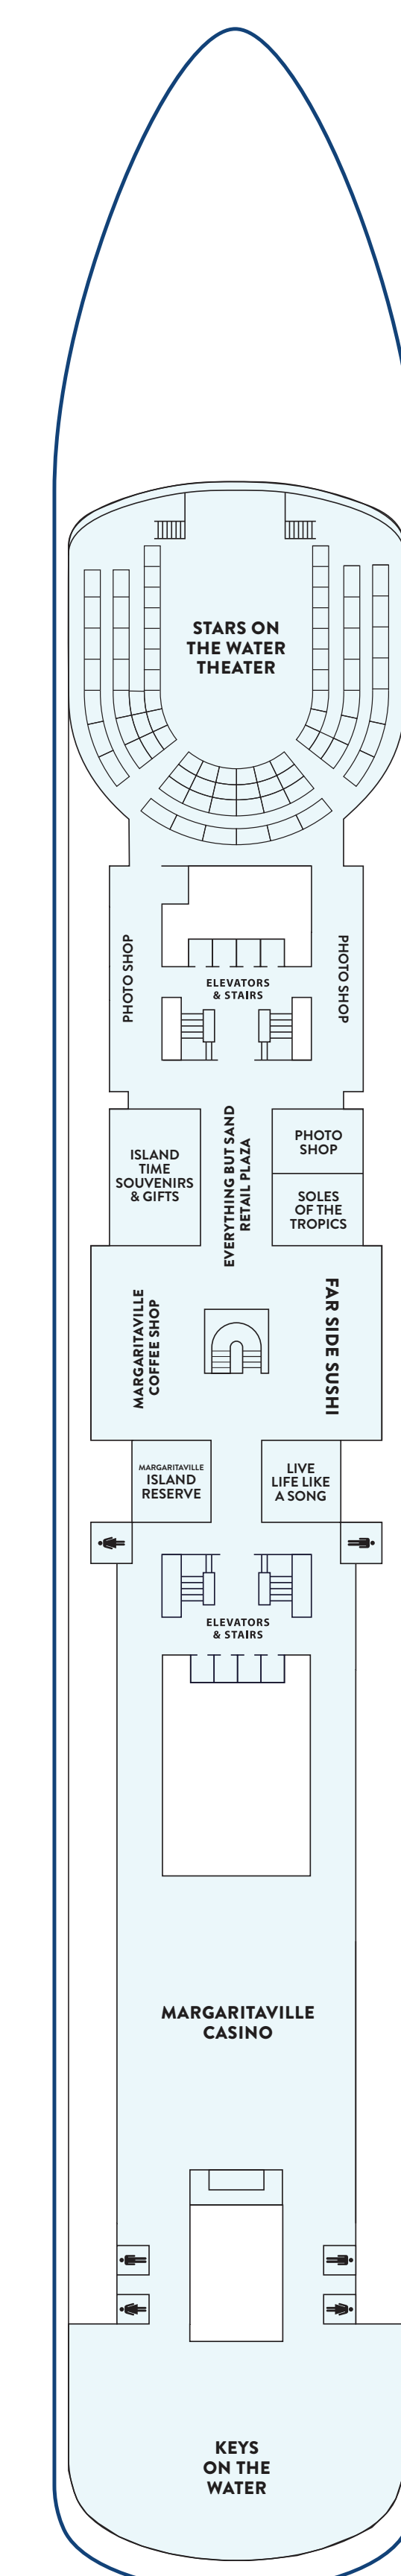 STARS ON
THE WATER
THEATER
PHOTO SHOP
PHOTO SHOP
ELEVATORS
& STAIRS
ISLAND
TIME
SOUVENIRS
& GIFTS
EVERYTHING BUT SAND
RETAIL PLAZA
PHOTO
SHOP
SOLES
OF THE
TROPICS
MARGARITAVILLE
COFFEE SHOP
FAR SIDE SUSHI
MARGARITAVILLE
ISLAND
RESERVE
LIVE
LIFE LIKE
A SONG
ELEVATORS
& STAIRS
MARGARITAVILLE
CASINO
KEYS
ON THE
WATER